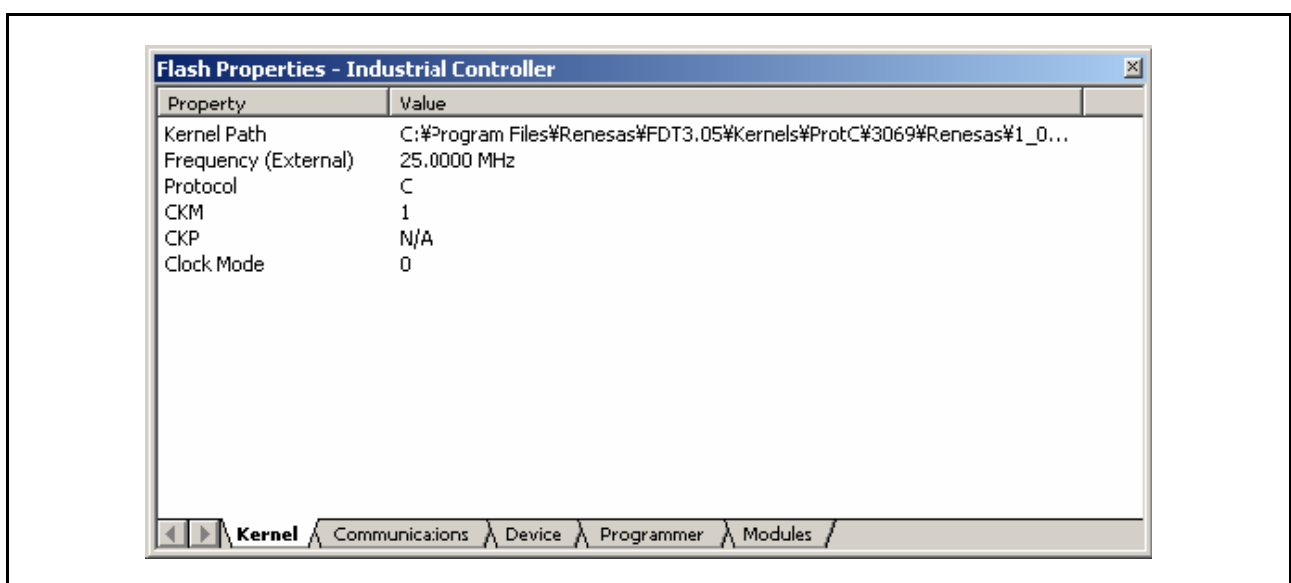 Flash Properties - Industrial Controller
Property Value
Kernel Path C:¥Program Files¥Renesas¥FDT3.05¥Kernels¥ProtC¥3069¥Renesas¥1_0...
Frequency (External) 25.0000 MHz
Protocol C
CKM 1
CKP N/A
Clock Mode 0
Kernel Communications Device Programmer Modules